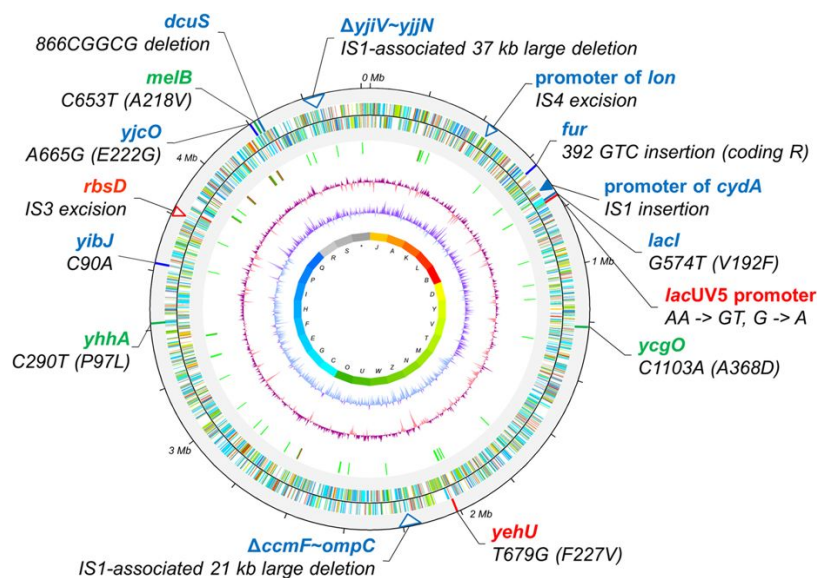 dcuS
866CGGCG deletion
ΔyjiV~yjjN
IS1-associated 37 kb large deletion
0 Mb
melB
C653T (A218V)
promoter of lon
IS4 excision
yjcO
A665G (E222G)
fur
392 GTC insertion (coding R)
4 Mb
rbsD
IS3 excision
promoter of cydA
IS1 insertion
yibJ
C90A
lacI
G574T (V192F)
1 Mb
lacUV5 promoter
AA -> GT, G -> A
yhhA
C290T (P97L)
ycgO
C1103A (A368D)
3 Mb
2 Mb
yehU
T679G (F227V)
ΔccmF~ompC
IS1-associated 21 kb large deletion
*
J
A
K
L
B
D
Y
V
T
M
N
Z
W
U
O
C
G
E
F
H
I
P
Q
R
S